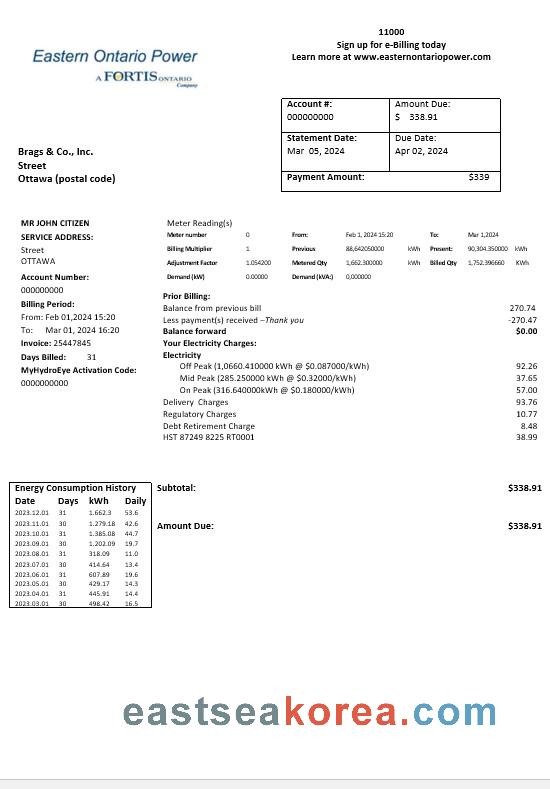 11000
Sign up for e-Billing today
Learn more at www.easternontariopower.com
Eastern Ontario Power
A FORTIS ONTARIO
Company
Account #: Amount Due:
000000000 $ 338.91
Statement Date: Due Date:
Mar 05, 2024 Apr 02, 2024
Payment Amount: $339
Brags & Co., Inc.
Street
Ottawa (postal code)
MR JOHN CITIZEN
SERVICE ADDRESS:
Street
OTTAWA
Account Number:
000000000
Billing Period:
From: Feb 01,2024 15:20
To: Mar 01,2024 16:20
Invoice: 25447845
Days Billed: 31
MyHydroEye Activation Code:
0000000000
Meter Reading(s)
Meter number 0 From: Feb 1, 2024 15:20 To: Mar 1,2024
Billing Multiplier 1 Previous 88,642050000 kWh Present: 90,304.350000 kWh
Adjustment Factor 1.054200 Metered Qty 1,662.300000 kWh Billed Qty 1,752.396660 KWh
Demand (kW) 0.00000 Demand (kVA:) 0,000000
Prior Billing:
Balance from previous bill 270.74
Less payment(s) received –Thank you -270.47
Balance forward $0.00
Your Electricity Charges:
Electricity
Off Peak (1,0660.410000 kWh @ $0.087000/kWh) 92.26
Mid Peak (285.250000 kWh @ $0.32000/kWh) 37.65
On Peak (316.640000kWh @ $0.180000/kWh) 57.00
Delivery Charges 93.76
Regulatory Charges 10.77
Debt Retirement Charge 8.48
HST 87249 8225 RT0001 38.99
Subtotal: $338.91
Amount Due: $338.91
Energy Consumption History
Date Days kWh Daily
2023.12.01 31 1.662.3 53.6
2023.11.01 30 1.279.18 42.6
2023.10.01 31 1.385.08 44.7
2023.09.01 30 1,202.09 19.7
2023.08.01 31 318.09 11.0
2023.07.01 30 414.64 13.4
2023.06.01 31 607.89 19.6
2023.05.01 30 429.17 14.3
2023.04.01 31 445.91 14.4
2023.03.01 30 498.42 16.5
eastseakorea.com